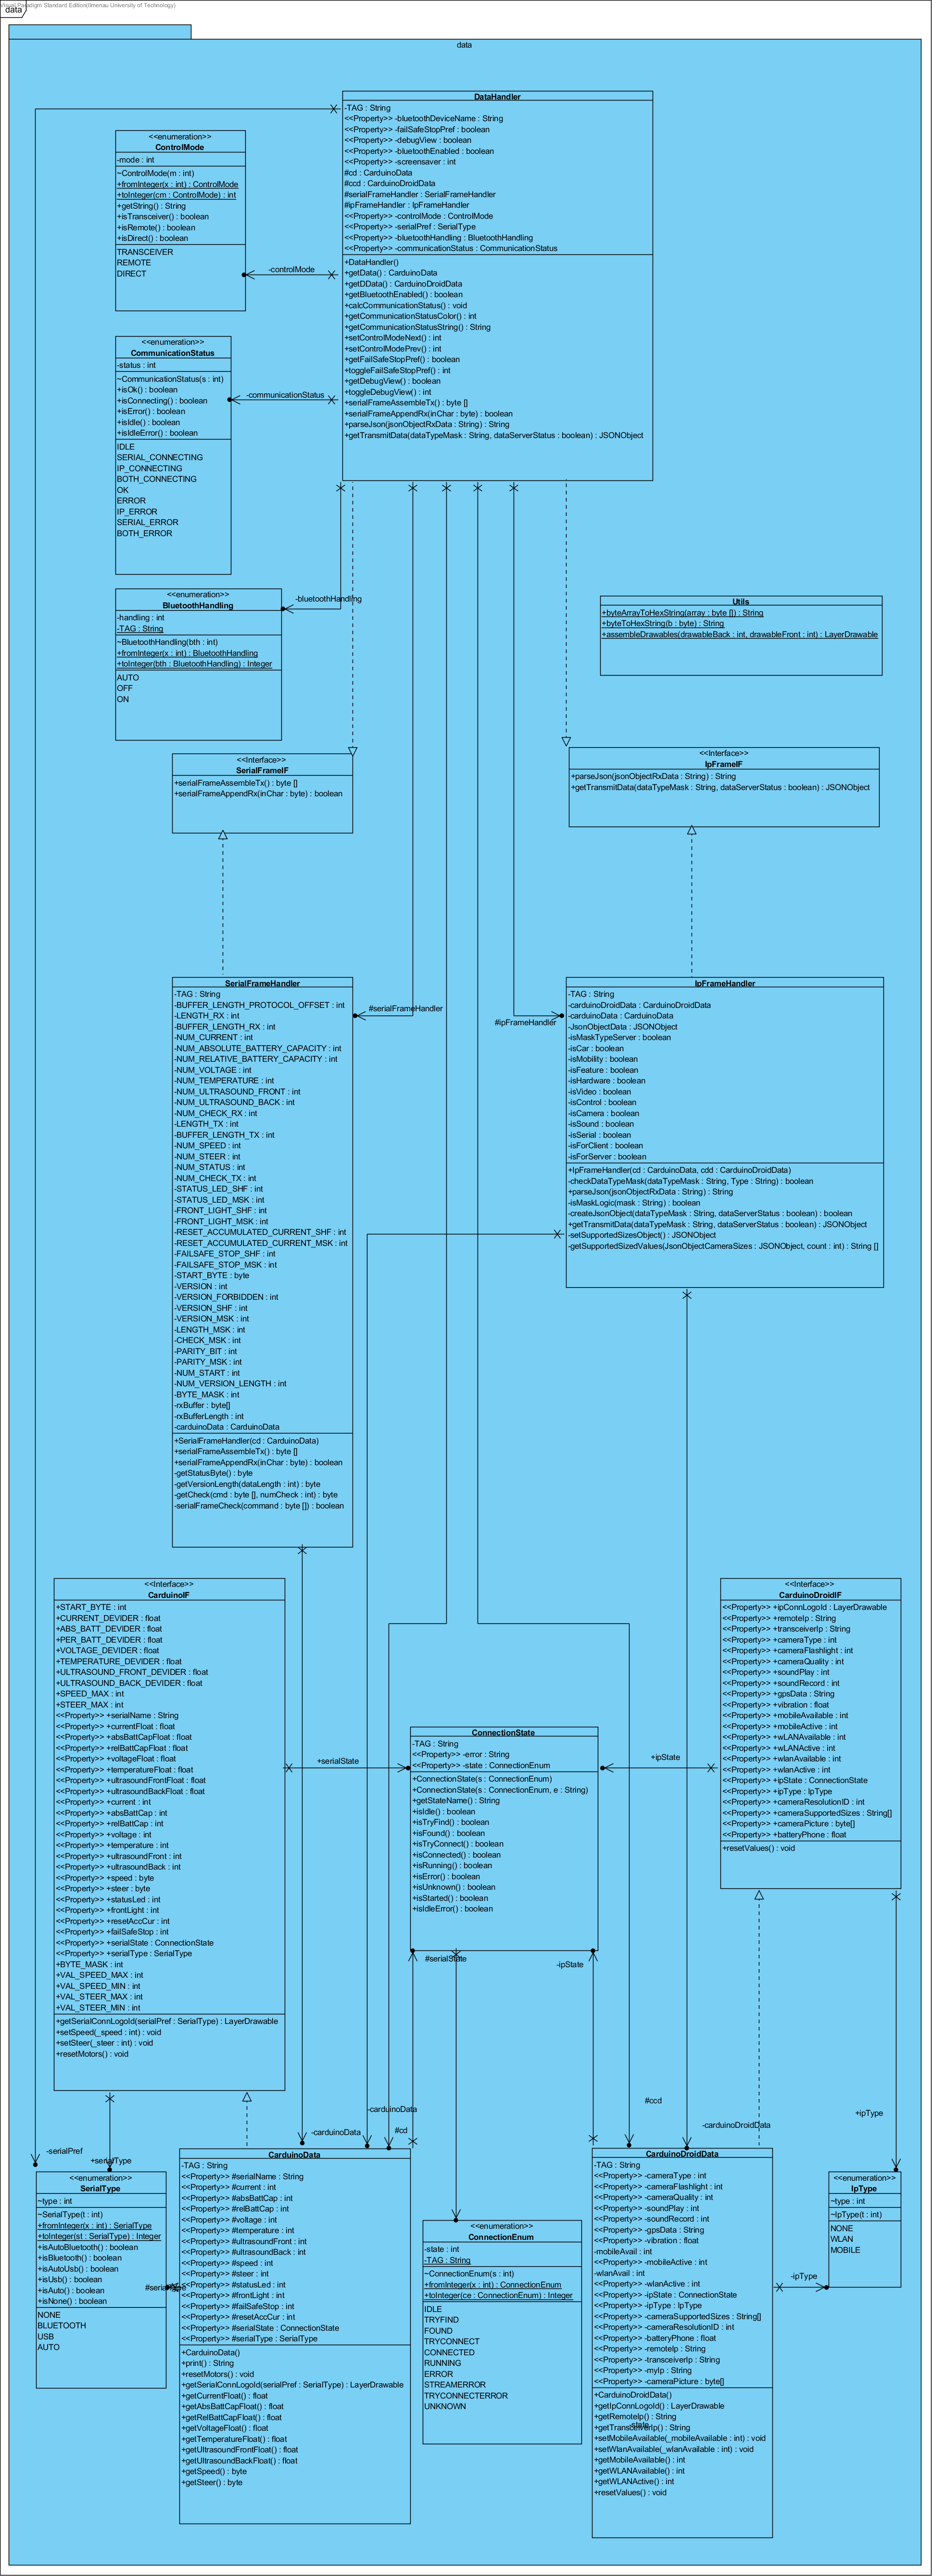 Visual Paradigm Standard Edition(Ilmenau University of Technology)
data
data
DataHandler
-TAG : String
<<Property>> -bluetoothDeviceName : String
<<Property>> -failSafeStopPref : boolean
<<Property>> -debugView : boolean
<<Property>> -bluetoothEnabled : boolean
<<Property>> -screensaver : int
#cd : CarduinoData
#ccd : CarduinoDroidData
#serialFrameHandler : SerialFrameHandler
#ipFrameHandler : IpFrameHandler
<<Property>> -controlMode : ControlMode
<<Property>> -serialPref : SerialType
<<Property>> -bluetoothHandling : BluetoothHandling
<<Property>> -communicationStatus : CommunicationStatus
+DataHandler()
+getData() : CarduinoData
+getDData() : CarduinoDroidData
+getBluetoothEnabled() : boolean
+calcCommunicationStatus() : void
+getCommunicationStatusColor() : int
+getCommunicationStatusString() : String
+setControlModeNext() : int
+setControlModePrev() : int
+getFailSafeStopPref() : boolean
+toggleFailSafeStopPref() : int
+getDebugView() : boolean
+toggleDebugView() : int
+serialFrameAssembleTx() : byte []
+serialFrameAppendRx(inChar : byte) : boolean
+parseJson(jsonObjectRxData : String) : String
+getTransmitData(dataTypeMask : String, dataServerStatus : boolean) : JSONObject
<<enumeration>>
ControlMode
-mode : int
~ControlMode(m : int)
+fromInteger(x : int) : ControlMode
+toInteger(cm : ControlMode) : int
+getString() : String
+isTransceiver() : boolean
+isRemote() : boolean
+isDirect() : boolean
TRANSCEIVER
REMOTE
DIRECT
-controlMode
<<enumeration>>
CommunicationStatus
-status : int
~CommunicationStatus(s : int)
+isOk() : boolean
+isConnecting() : boolean
+isError() : boolean
+isIdle() : boolean
+isIdleError() : boolean
IDLE
SERIAL_CONNECTING
IP_CONNECTING
BOTH_CONNECTING
OK
ERROR
IP_ERROR
SERIAL_ERROR
BOTH_ERROR
-communicationStatus
<<enumeration>>
BluetoothHandling
-handling : int
-TAG : String
~BluetoothHandling(bth : int)
+fromInteger(x : int) : BluetoothHandling
+toInteger(bth : BluetoothHandling) : Integer
AUTO
OFF
ON
-bluetoothHandling
Utils
+byteArrayToHexString(array : byte []) : String
+byteToHexString(b : byte) : String
+assembleDrawables(drawableBack : int, drawableFront : int) : LayerDrawable
<<Interface>>
SerialFrameIF
+serialFrameAssembleTx() : byte []
+serialFrameAppendRx(inChar : byte) : boolean
<<Interface>>
IpFrameIF
+parseJson(jsonObjectRxData : String) : String
+getTransmitData(dataTypeMask : String, dataServerStatus : boolean) : JSONObject
SerialFrameHandler
-TAG : String
-BUFFER_LENGTH_PROTOCOL_OFFSET : int
-LENGTH_RX : int
-BUFFER_LENGTH_RX : int
-NUM_CURRENT : int
-NUM_ABSOLUTE_BATTERY_CAPACITY : int
-NUM_RELATIVE_BATTERY_CAPACITY : int
-NUM_VOLTAGE : int
-NUM_TEMPERATURE : int
-NUM_ULTRASOUND_FRONT : int
-NUM_ULTRASOUND_BACK : int
-NUM_CHECK_RX : int
-LENGTH_TX : int
-BUFFER_LENGTH_TX : int
-NUM_SPEED : int
-NUM_STEER : int
-NUM_STATUS : int
-NUM_CHECK_TX : int
-STATUS_LED_SHF : int
-STATUS_LED_MSK : int
-FRONT_LIGHT_SHF : int
-FRONT_LIGHT_MSK : int
-RESET_ACCUMULATED_CURRENT_SHF : int
-RESET_ACCUMULATED_CURRENT_MSK : int
-FAILSAFE_STOP_SHF : int
-FAILSAFE_STOP_MSK : int
-START_BYTE : byte
-VERSION : int
-VERSION_FORBIDDEN : int
-VERSION_SHF : int
-VERSION_MSK : int
-LENGTH_MSK : int
-CHECK_MSK : int
-PARITY_BIT : int
-PARITY_MSK : int
-NUM_START : int
-NUM_VERSION_LENGTH : int
-BYTE_MASK : int
-rxBuffer : byte[]
-rxBufferLength : int
-carduinoData : CarduinoData
+SerialFrameHandler(cd : CarduinoData)
+serialFrameAssembleTx() : byte []
+serialFrameAppendRx(inChar : byte) : boolean
-getStatusByte() : byte
-getVersionLength(dataLength : int) : byte
-getCheck(cmd : byte [], numCheck : int) : byte
-serialFrameCheck(command : byte []) : boolean
#serialFrameHandler
#ipFrameHandler
IpFrameHandler
-TAG : String
-carduinoDroidData : CarduinoDroidData
-carduinoData : CarduinoData
-JsonObjectData : JSONObject
-isMaskTypeServer : boolean
-isCar : boolean
-isMobility : boolean
-isFeature : boolean
-isHardware : boolean
-isVideo : boolean
-isControl : boolean
-isCamera : boolean
-isSound : boolean
-isSerial : boolean
-isForClient : boolean
-isForServer : boolean
+IpFrameHandler(cd : CarduinoData, cdd : CarduinoDroidData)
-checkDataTypeMask(dataTypeMask : String, Type : String) : boolean
+parseJson(jsonObjectRxData : String) : String
-isMaskLogic(mask : String) : boolean
-createJsonObject(dataTypeMask : String, dataServerStatus : boolean) : boolean
+getTransmitData(dataTypeMask : String, dataServerStatus : boolean) : JSONObject
-setSupportedSizesObject() : JSONObject
-getSupportedSizedValues(JsonObjectCameraSizes : JSONObject, count : int) : String []
<<Interface>>
CarduinoIF
+START_BYTE : int
+CURRENT_DEVIDER : float
+ABS_BATT_DEVIDER : float
+PER_BATT_DEVIDER : float
+VOLTAGE_DEVIDER : float
+TEMPERATURE_DEVIDER : float
+ULTRASOUND_FRONT_DEVIDER : float
+ULTRASOUND_BACK_DEVIDER : float
+SPEED_MAX : int
+STEER_MAX : int
<<Property>> +serialName : String
<<Property>> +currentFloat : float
<<Property>> +absBattCapFloat : float
<<Property>> +relBattCapFloat : float
<<Property>> +voltageFloat : float
<<Property>> +temperatureFloat : float
<<Property>> +ultrasoundFrontFloat : float
<<Property>> +ultrasoundBackFloat : float
<<Property>> +current : int
<<Property>> +absBattCap : int
<<Property>> +relBattCap : int
<<Property>> +voltage : int
<<Property>> +temperature : int
<<Property>> +ultrasoundFront : int
<<Property>> +ultrasoundBack : int
<<Property>> +speed : byte
<<Property>> +steer : byte
<<Property>> +statusLed : int
<<Property>> +frontLight : int
<<Property>> +resetAccCur : int
<<Property>> +failSafeStop : int
<<Property>> +serialState : ConnectionState
<<Property>> +serialType : SerialType
+BYTE_MASK : int
+VAL_SPEED_MAX : int
+VAL_SPEED_MIN : int
+VAL_STEER_MAX : int
+VAL_STEER_MIN : int
+getSerialConnLogoId(serialPref : SerialType) : LayerDrawable
+setSpeed(_speed : int) : void
+setSteer(_steer : int) : void
+resetMotors() : void
+serialState
ConnectionState
-TAG : String
<<Property>> -error : String
<<Property>> -state : ConnectionEnum
+ConnectionState(s : ConnectionEnum)
+ConnectionState(s : ConnectionEnum, e : String)
+getStateName() : String
+isIdle() : boolean
+isTryFind() : boolean
+isFound() : boolean
+isTryConnect() : boolean
+isConnected() : boolean
+isRunning() : boolean
+isError() : boolean
+isUnknown() : boolean
+isStarted() : boolean
+isIdleError() : boolean
+ipState
<<Interface>>
CarduinoDroidIF
<<Property>> +ipConnLogoId : LayerDrawable
<<Property>> +remoteIp : String
<<Property>> +transceiverIp : String
<<Property>> +cameraType : int
<<Property>> +cameraFlashlight : int
<<Property>> +cameraQuality : int
<<Property>> +soundPlay : int
<<Property>> +soundRecord : int
<<Property>> +gpsData : String
<<Property>> +vibration : float
<<Property>> +mobileAvailable : int
<<Property>> +mobileActive : int
<<Property>> +wLANAvailable : int
<<Property>> +wLANActive : int
<<Property>> +wlanAvailable : int
<<Property>> +wlanActive : int
<<Property>> +ipState : ConnectionState
<<Property>> +ipType : IpType
<<Property>> +cameraResolutionID : int
<<Property>> +cameraSupportedSizes : String[]
<<Property>> +cameraPicture : byte[]
<<Property>> +batteryPhone : float
+resetValues() : void
#serialState
-ipState
-carduinoData
-carduinoData
#cd
#ccd
-carduinoDroidData
+ipType
-serialPref
+serialType
<<enumeration>>
SerialType
~type : int
~SerialType(t : int)
+fromInteger(x : int) : SerialType
+toInteger(st : SerialType) : Integer
+isAutoBluetooth() : boolean
+isBluetooth() : boolean
+isAutoUsb() : boolean
+isUsb() : boolean
+isAuto() : boolean
+isNone() : boolean
NONE
BLUETOOTH
USB
AUTO
#serialType
CarduinoData
-TAG : String
<<Property>> #serialName : String
<<Property>> #current : int
<<Property>> #absBattCap : int
<<Property>> #relBattCap : int
<<Property>> #voltage : int
<<Property>> #temperature : int
<<Property>> #ultrasoundFront : int
<<Property>> #ultrasoundBack : int
<<Property>> #speed : int
<<Property>> #steer : int
<<Property>> #statusLed : int
<<Property>> #frontLight : int
<<Property>> #failSafeStop : int
<<Property>> #resetAccCur : int
<<Property>> #serialState : ConnectionState
<<Property>> #serialType : SerialType
+CarduinoData()
+print() : String
+resetMotors() : void
+getSerialConnLogoId(serialPref : SerialType) : LayerDrawable
+getCurrentFloat() : float
+getAbsBattCapFloat() : float
+getRelBattCapFloat() : float
+getVoltageFloat() : float
+getTemperatureFloat() : float
+getUltrasoundFrontFloat() : float
+getUltrasoundBackFloat() : float
+getSpeed() : byte
+getSteer() : byte
<<enumeration>>
ConnectionEnum
-state : int
-TAG : String
~ConnectionEnum(s : int)
+fromInteger(x : int) : ConnectionEnum
+toInteger(ce : ConnectionEnum) : Integer
IDLE
TRYFIND
FOUND
TRYCONNECT
CONNECTED
RUNNING
ERROR
STREAMERROR
TRYCONNECTERROR
UNKNOWN
CarduinoDroidData
-TAG : String
<<Property>> -cameraType : int
<<Property>> -cameraFlashlight : int
<<Property>> -cameraQuality : int
<<Property>> -soundPlay : int
<<Property>> -soundRecord : int
<<Property>> -gpsData : String
<<Property>> -vibration : float
-mobileAvail : int
<<Property>> -mobileActive : int
-wlanAvail : int
<<Property>> -wlanActive : int
<<Property>> -ipState : ConnectionState
<<Property>> -ipType : IpType
<<Property>> -cameraSupportedSizes : String[]
<<Property>> -cameraResolutionID : int
<<Property>> -batteryPhone : float
<<Property>> -remoteIp : String
<<Property>> -transceiverIp : String
<<Property>> -myIp : String
<<Property>> -cameraPicture : byte[]
+CarduinoDroidData()
+getIpConnLogoId() : LayerDrawable
+getRemoteIp() : String
+getTransceiverIp() : String
-state
+setMobileAvailable(_mobileAvailable : int) : void
+setWlanAvailable(_wlanAvailable : int) : void
+getMobileAvailable() : int
+getWLANAvailable() : int
+getWLANActive() : int
+resetValues() : void
-ipType
<<enumeration>>
IpType
~type : int
~IpType(t : int)
NONE
WLAN
MOBILE